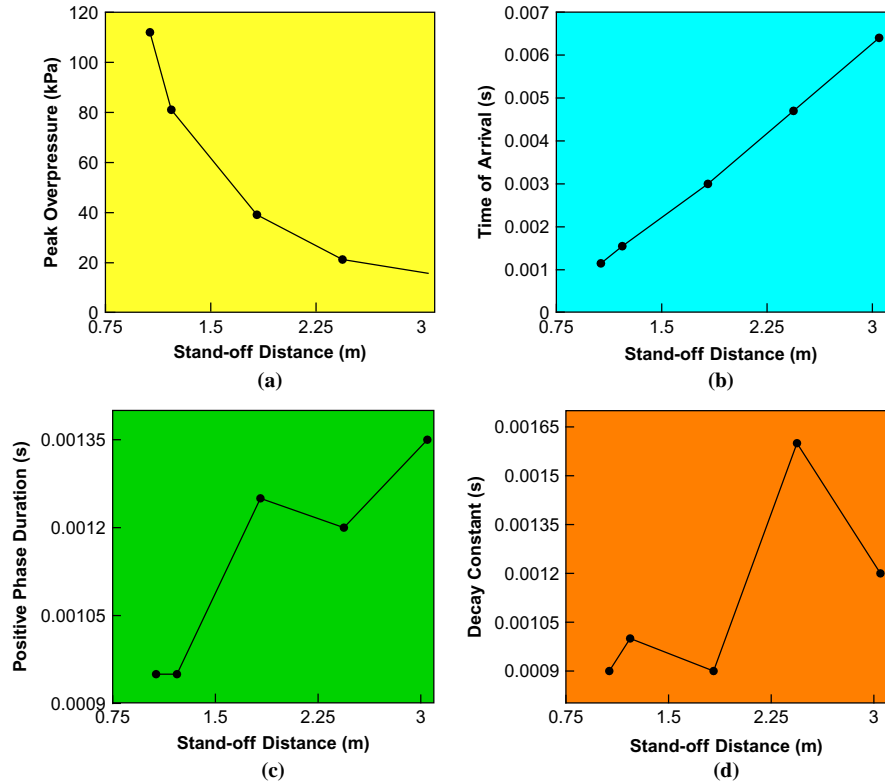 120
100
80
60
40
20
0
Peak Overpressure (kPa)
0.75 1.5 2.25 3
Stand-off Distance (m)
(a)
0.007
0.006
0.005
0.004
0.003
0.002
0.001
0
Time of Arrival (s)
0.75 1.5 2.25 3
Stand-off Distance (m)
(b)
0.00135
0.0012
0.00105
0.0009
Positive Phase Duration (s)
0.75 1.5 2.25 3
Stand-off Distance (m)
(c)
0.00165
0.0015
0.00135
0.0012
0.00105
0.0009
Decay Constant (s)
0.75 1.5 2.25 3
Stand-off Distance (m)
(d)